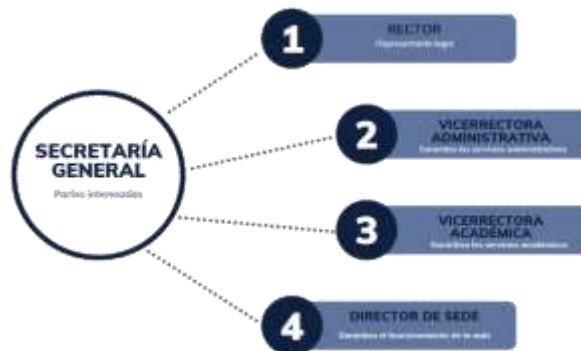 SECRETARÍA
GENERAL
Partes interesadas
1
RECTOR
Representante legal
2
VICERRECTORA
ADMINISTRATIVA
Garantiza los servicios administrativos
3
VICERRECTORA
ACADÉMICA
Garantiza los servicios académicos
4
DIRECTOR DE SEDE
Garantiza el funcionamiento de la sede